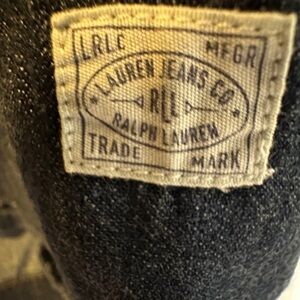 LRLC MFGR
LAUREN JEANS CO
RLL
RALPH LAUREN
TRADE MARK